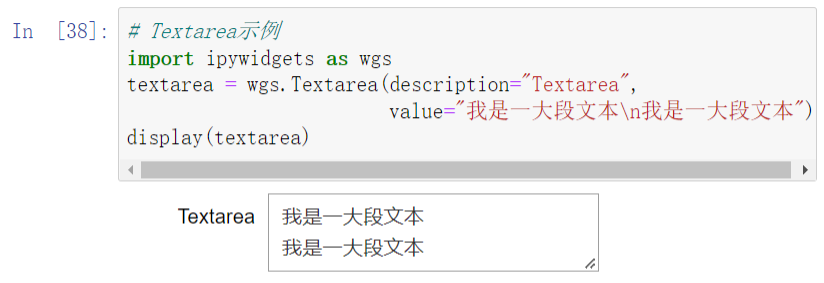 In [38]: # Textarea示例
import ipywidgets as wgs
textarea = wgs.Textarea(description="Textarea",
value="我是一大段文本\n我是一大段文本")
display(textarea)
Textarea 我是一大段文本
我是一大段文本